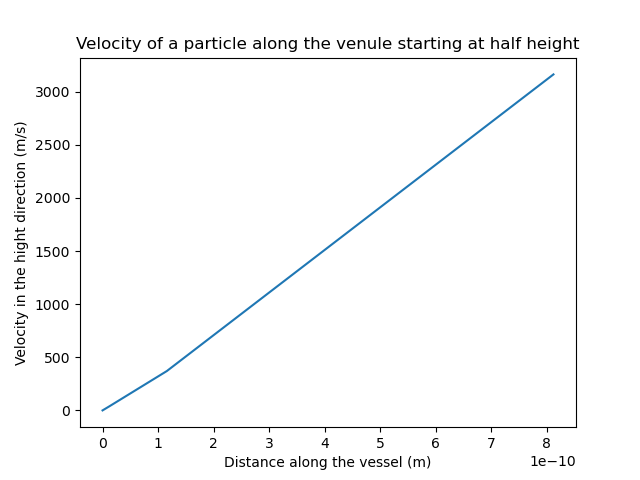 Velocity of a particle along the venule starting at half height
Velocity in the hight direction (m/s)
3000
2500
2000
1500
1000
500
0
0 1 2 3 4 5 6 7 8
1e−10
Distance along the vessel (m)